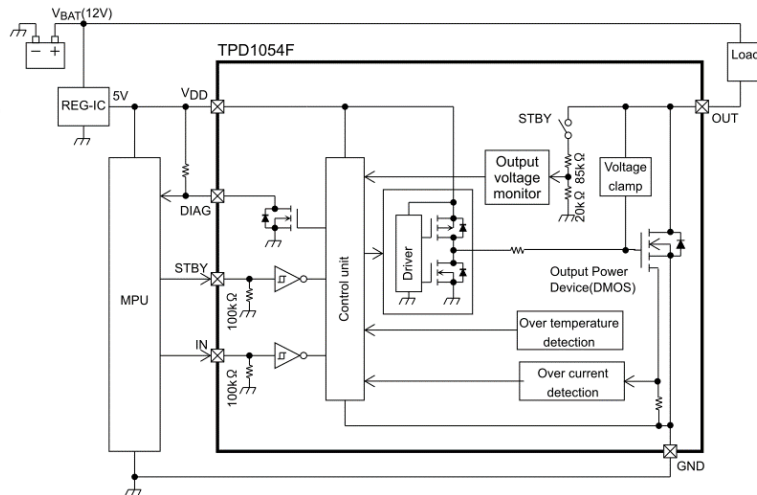 VBAT(12V)
TPD1054F
Load
REG-IC
5V
VDD
OUT
STBY
Output
voltage
monitor
85kΩ
20kΩ
Voltage
clamp
DIAG
Driver
Control unit
Output Power
Device(DMOS)
STBY
MPU
100kΩ
IN
Over temperature
detection
100kΩ
Over current
detection
GND